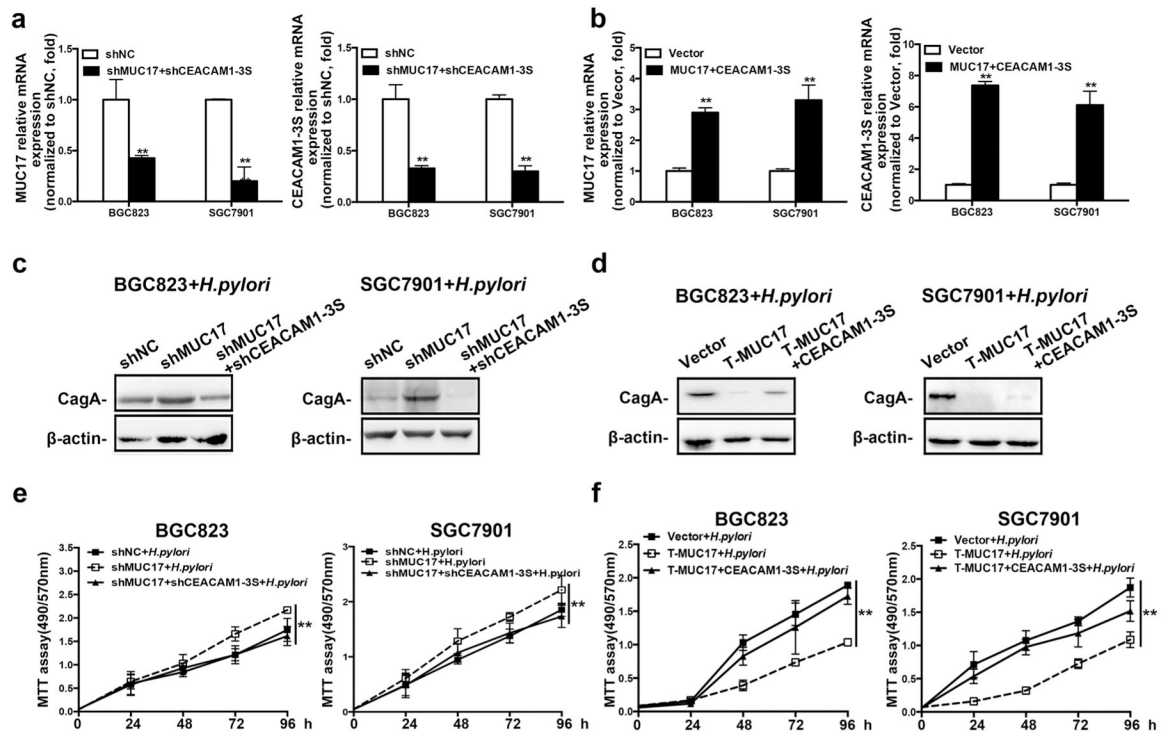 a
MUC17 relative mRNA
expression
(normalized to shNC, fold)
1.5
1.0
0.5
0.0
shNC
shMUC17+shCEACAM1-3S
**
**
BGC823
SGC7901
CEACAM1-3S relative mRNA
expression
(normalized to shNC, fold)
1.5
1.0
0.5
0.0
shNC
shMUC17+shCEACAM1-3S
**
**
BGC823
SGC7901
b
MUC17 relative mRNA
expression
(normalized to Vector, fold)
5
4
3
2
1
0
Vector
MUC17+CEACAM1-3S
**
**
BGC823
SGC7901
CEACAM1-3S relative mRNA
expression
(normalized to Vector, fold)
10
8
6
4
2
0
Vector
MUC17+CEACAM1-3S
**
**
BGC823
SGC7901
c
BGC823+H.pylori
shNC
shMUC17
shMUC17
+shCEACAM1-3S
CagA-
β-actin-
SGC7901+H.pylori
shNC
shMUC17
shMUC17
+shCEACAM1-3S
CagA-
β-actin-
d
BGC823+H.pylori
Vector
T-MUC17
T-MUC17
+CEACAM1-3S
CagA-
β-actin-
SGC7901+H.pylori
Vector
T-MUC17
T-MUC17
+CEACAM1-3S
CagA-
β-actin-
e
BGC823
MTT assay(490/570nm)
3.5
3.0
2.5
2.0
1.5
1.0
0.5
0.0
shNC+H.pylori
shMUC17+H.pylori
shMUC17+shCEACAM1-3S+H.pylori
**
0 24 48 72 96 h
SGC7901
MTT assay(490/570nm)
3
2
1
0
shNC+H.pylori
shMUC17+H.pylori
shMUC17+shCEACAM1-3S+H.pylori
**
0 24 48 72 96 h
f
BGC823
MTT assay(490/570nm)
2.5
2.0
1.5
1.0
0.5
0.0
Vector+H.pylori
T-MUC17+H.pylori
T-MUC17+CEACAM1-3S+H.pylori
**
0 24 48 72 96 h
SGC7901
MTT assay(490/570nm)
2.5
2.0
1.5
1.0
0.5
0.0
Vector+H.pylori
T-MUC17+H.pylori
T-MUC17+CEACAM1-3S+H.pylori
**
0 24 48 72 96 h